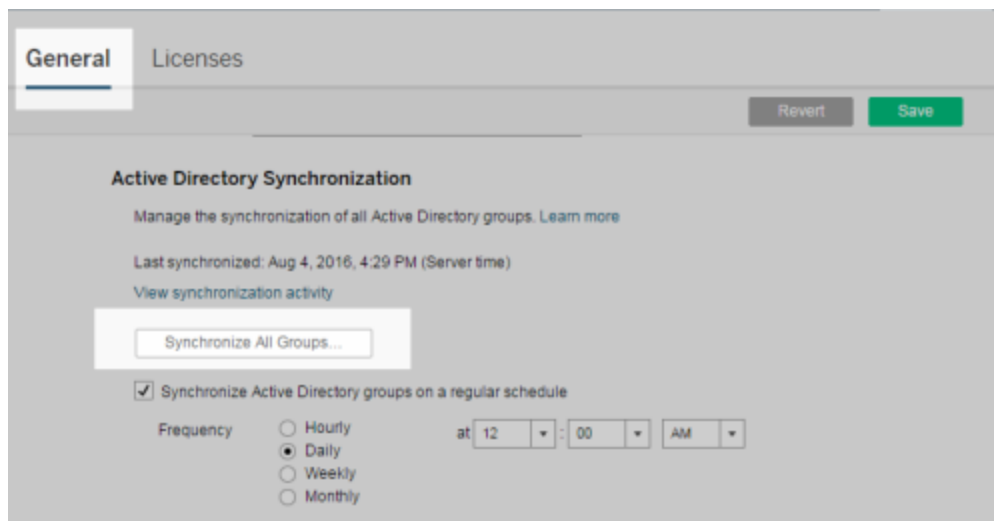 General Licenses
Revert Save
Active Directory Synchronization
Manage the synchronization of all Active Directory groups. Learn more
Last synchronized: Aug 4, 2016, 4:29 PM (Server time)
View synchronization activity
Synchronize All Groups...
Synchronize Active Directory groups on a regular schedule
Frequency Hourly at 12 : 00 AM
Daily
Weekly
Monthly